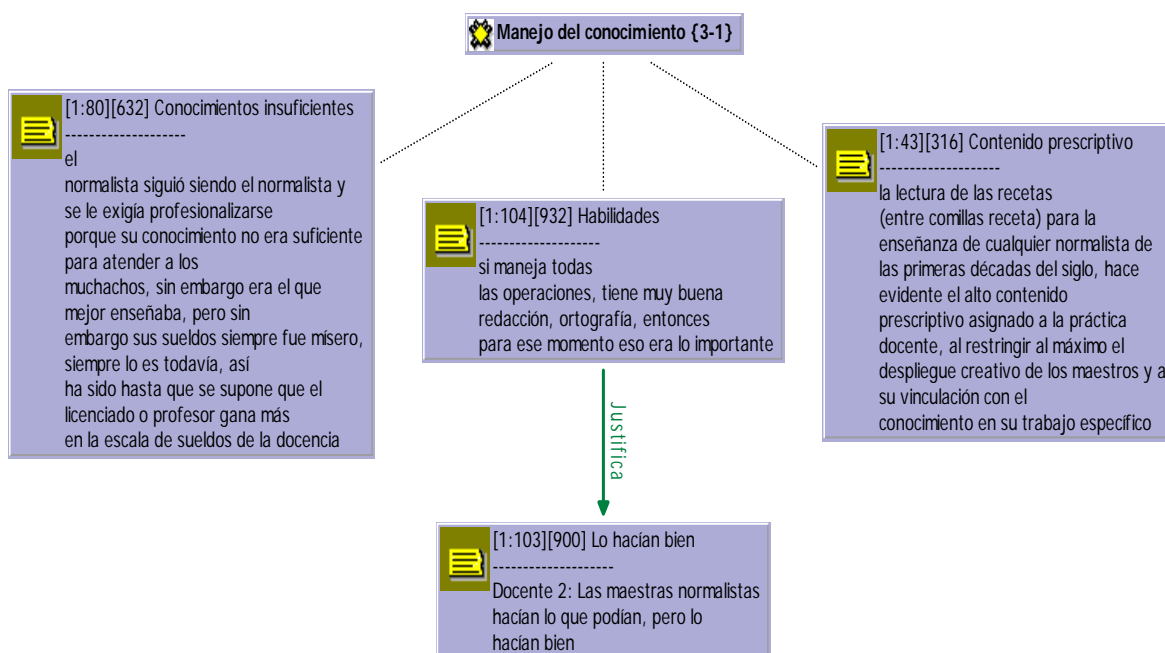 Manejo del conocimiento {3-1}
[1:80][632] Conocimientos insuficientes
--------------------
el
normalista siguió siendo el normalista y
se le exigía profesionalizarse
porque su conocimiento no era suficiente
para atender a los
muchachos, sin embargo era el que
mejor enseñaba, pero sin
embargo sus sueldos siempre fue mísero,
siempre lo es todavía, así
ha sido hasta que se supone que el
licenciado o profesor gana más
en la escala de sueldos de la docencia
[1:104][932] Habilidades
--------------------
si maneja todas
las operaciones, tiene muy buena
redacción, ortografía, entonces
para ese momento eso era lo importante
[1:43][316] Contenido prescriptivo
--------------------
la lectura de las recetas
(entre comillas receta) para la
enseñanza de cualquier normalista de
las primeras décadas del siglo, hace
evidente el alto contenido
prescriptivo asignado a la práctica
docente, al restringir al máximo el
despliegue creativo de los maestros y a
su vinculación con el
conocimiento en su trabajo específico
Justifica
[1:103][900] Lo hacían bien
--------------------
Docente 2: Las maestras normalistas
hacían lo que podían, pero lo
hacían bien